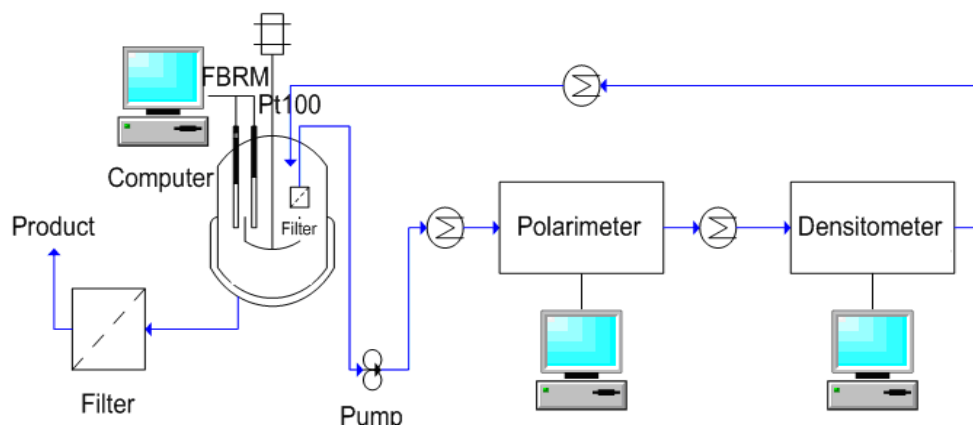 FBRM
Pt100
Computer
Filter
Product
Polarimeter
Densitometer
Filter
Pump